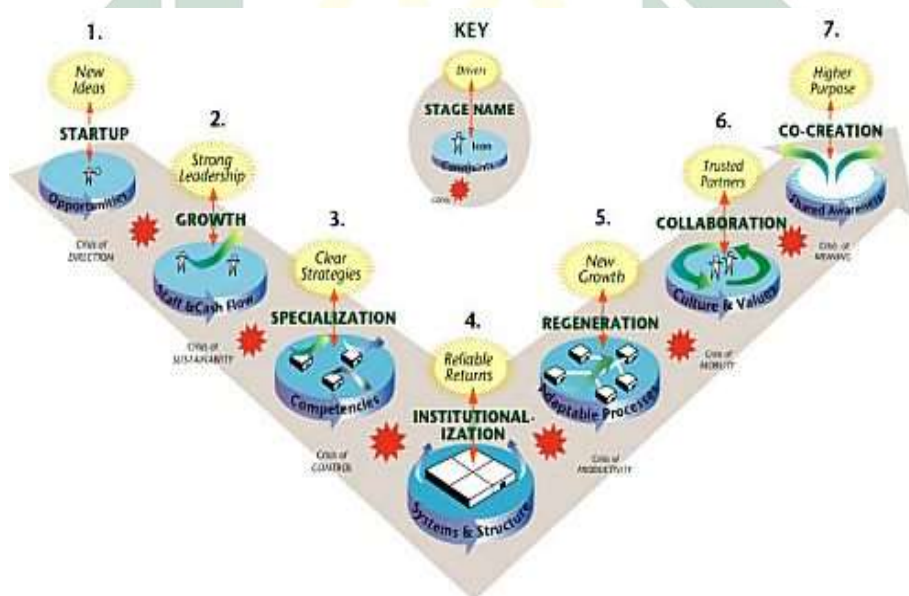 1.
New
Ideas
STARTUP
Opportunities
Crisis of
DIRECTION
2.
Strong
Leadership
GROWTH
Staff & Cash Flow
Crisis of
SUSTAINABILITY
3.
Clear
Strategies
SPECIALIZATION
Competencies
Crisis of
CONTROL
4.
Reliable
Returns
INSTITUTIONAL-
IZATION
Systems & Structure
Crisis of
PRODUCTIVITY
5.
New
Growth
REGENERATION
Adaptable Processes
Crisis of
MOBILITY
6.
Trusted
Partners
COLLABORATION
Culture & Values
Crisis of
MEANING
7.
Higher
Purpose
CO-CREATION
Shared Awareness
KEY
Drivers
STAGE NAME
Icon
Constraints